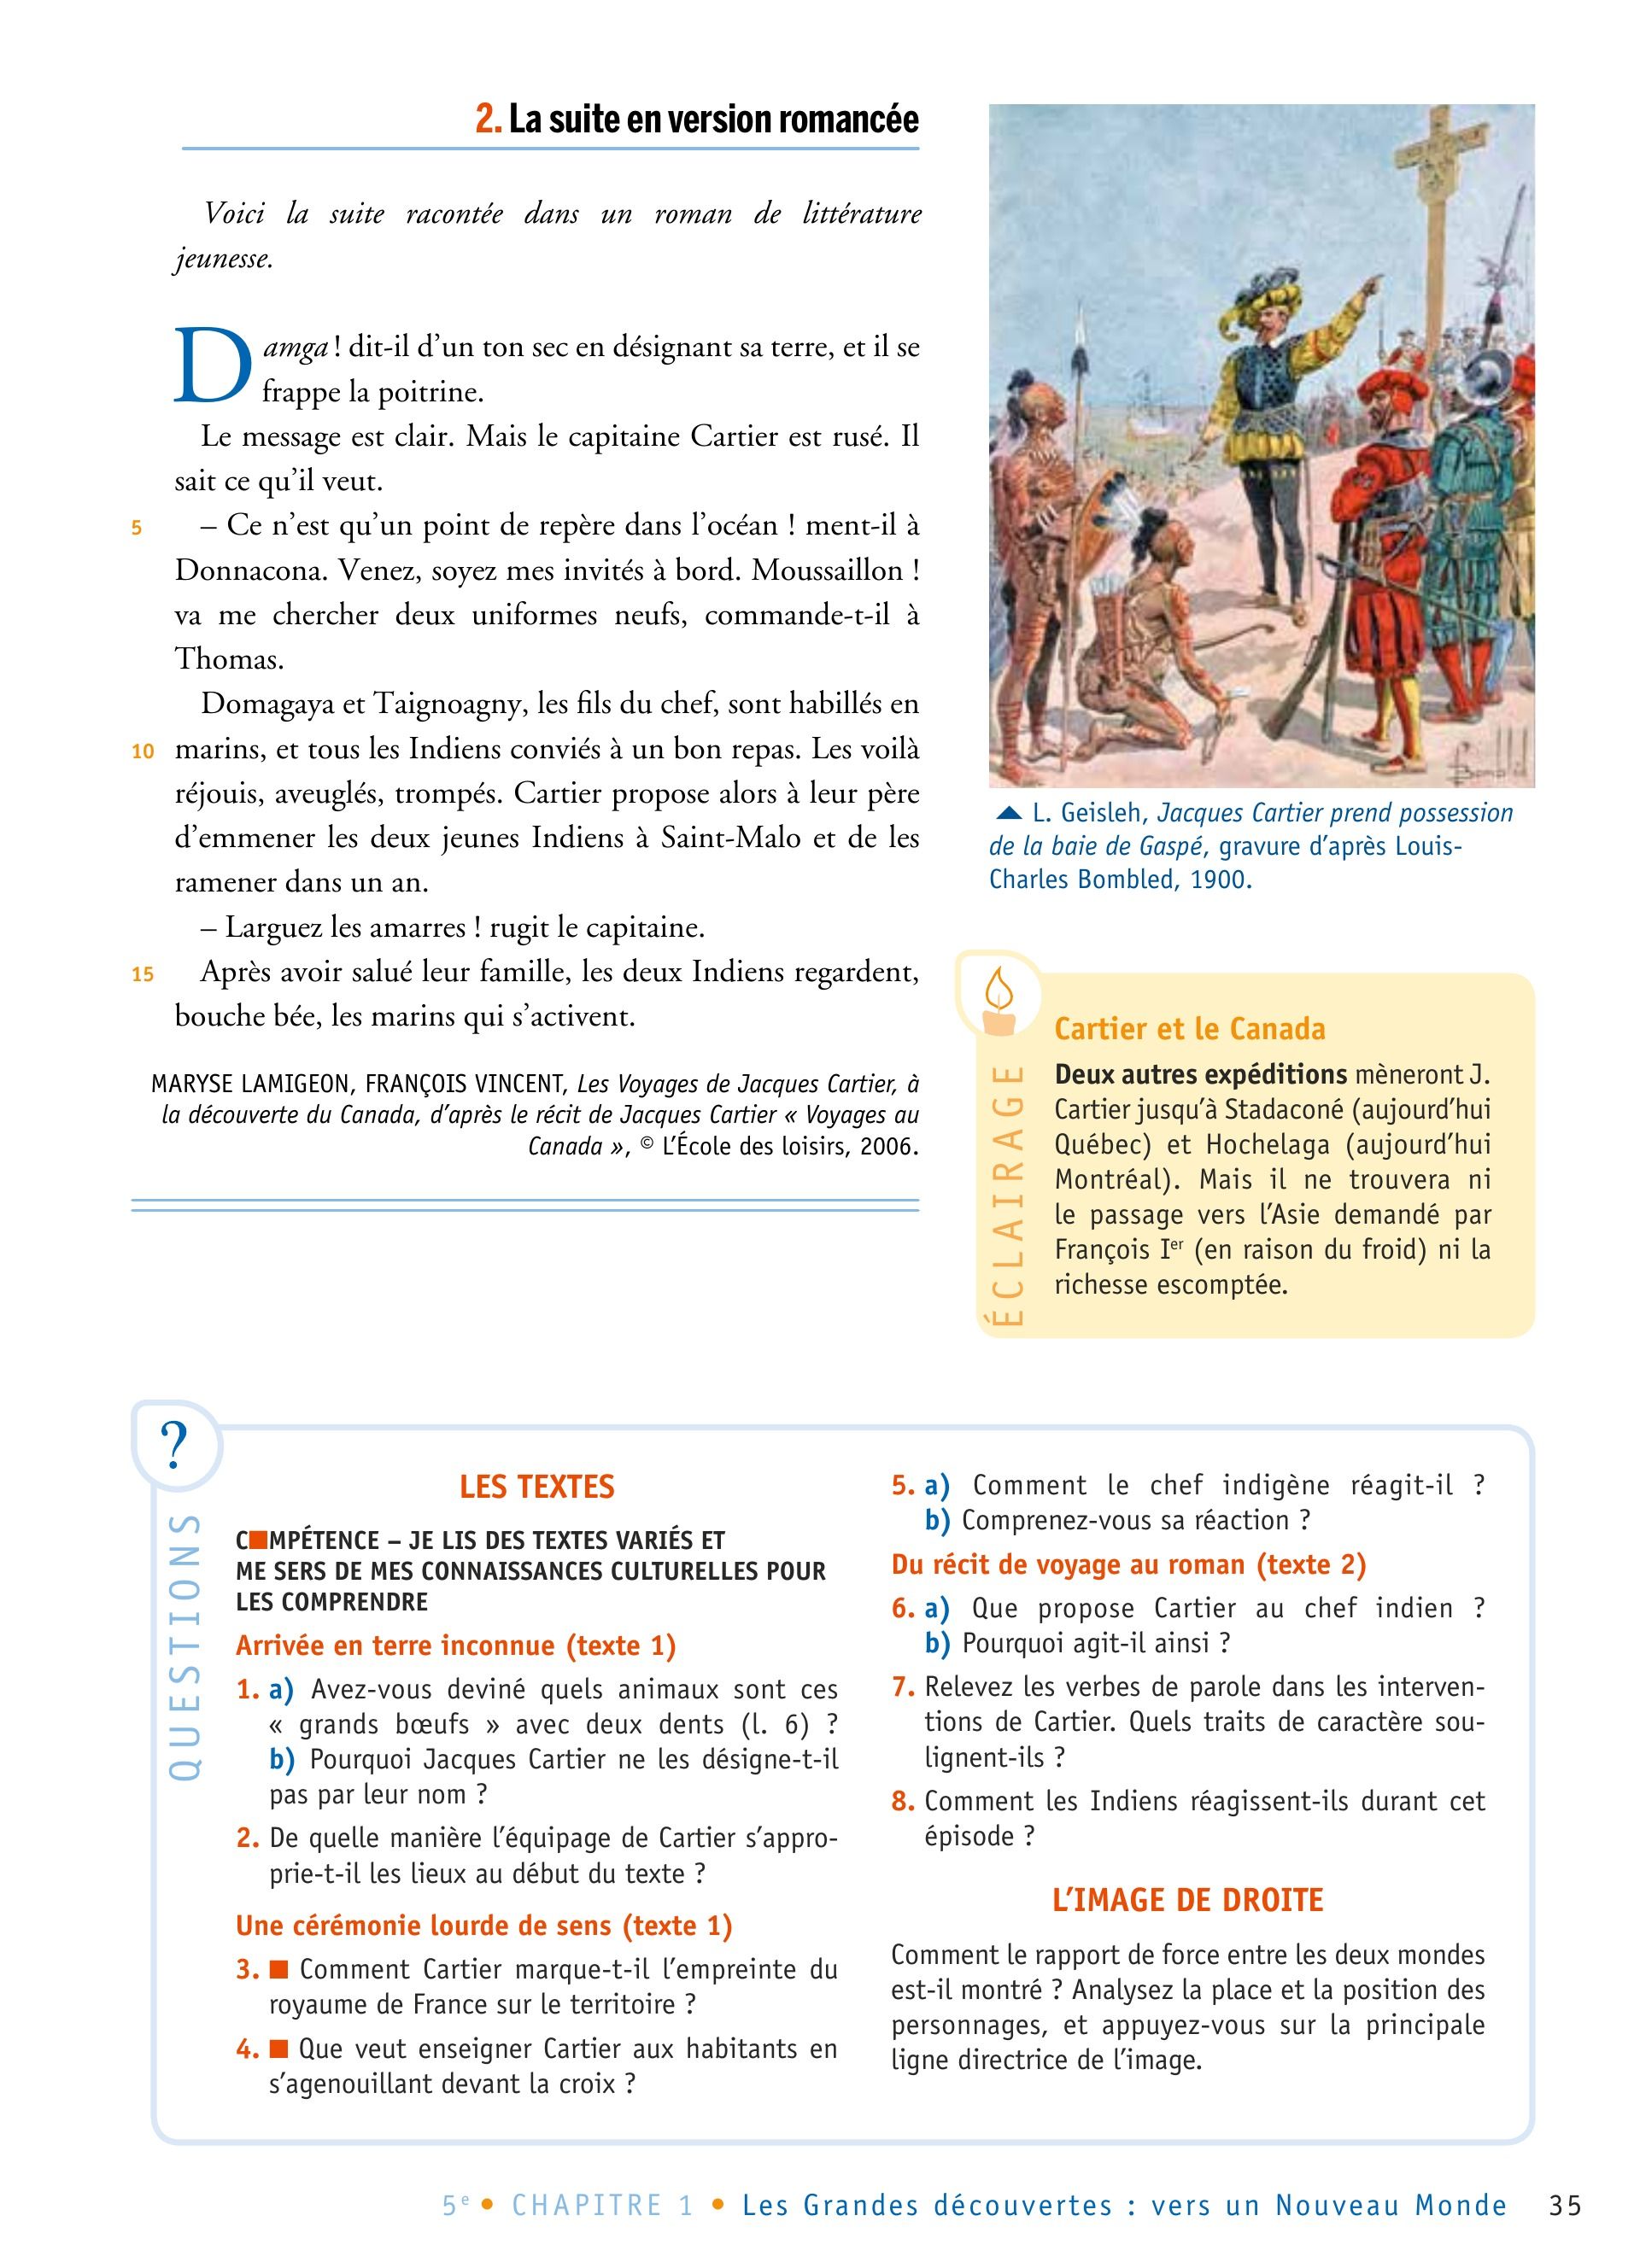 2. La suite en version romancée
Voici la suite racontée dans un roman de littérature
jeunesse.
Damga ! dit-il d’un ton sec en désignant sa terre, et il se
frappe la poitrine.
Le message est clair. Mais le capitaine Cartier est rusé. Il
sait ce qu’il veut.
5 – Ce n’est qu’un point de repère dans l’océan ! ment-il à
Donnacona. Venez, soyez mes invités à bord. Moussaillon !
va me chercher deux uniformes neufs, commande-t-il à
Thomas.
Domagaya et Taignoagny, les fils du chef, sont habillés en
10 marins, et tous les Indiens conviés à un bon repas. Les voilà
réjouis, aveuglés, trompés. Cartier propose alors à leur père
d’emmener les deux jeunes Indiens à Saint-Malo et de les
ramener dans un an.
– Larguez les amarres ! rugit le capitaine.
15 Après avoir salué leur famille, les deux Indiens regardent,
bouche bée, les marins qui s’activent.
MARYSE LAMIGEON, FRANÇOIS VINCENT, Les Voyages de Jacques Cartier, à
la découverte du Canada, d’après le récit de Jacques Cartier « Voyages au
Canada », © L’École des loisirs, 2006.
▲ L. Geisleh, Jacques Cartier prend possession
de la baie de Gaspé, gravure d’après Louis-
Charles Bombled, 1900.
ÉCLAIRAGE
Cartier et le Canada
Deux autres expéditions mèneront J.
Cartier jusqu’à Stadaconé (aujourd’hui
Québec) et Hochelaga (aujourd’hui
Montréal). Mais il ne trouvera ni
le passage vers l’Asie demandé par
François Ier (en raison du froid) ni la
richesse escomptée.
?
QUESTIONS
LES TEXTES
C■MPÉTENCE – JE LIS DES TEXTES VARIÉS ET
ME SERS DE MES CONNAISSANCES CULTURELLES POUR
LES COMPRENDRE
Arrivée en terre inconnue (texte 1)
1. a) Avez-vous deviné quels animaux sont ces
« grands bœufs » avec deux dents (l. 6) ?
b) Pourquoi Jacques Cartier ne les désigne-t-il
pas par leur nom ?
2. De quelle manière l’équipage de Cartier s’appro-
prie-t-il les lieux au début du texte ?
Une cérémonie lourde de sens (texte 1)
3. ■ Comment Cartier marque-t-il l’empreinte du
royaume de France sur le territoire ?
4. ■ Que veut enseigner Cartier aux habitants en
s’agenouillant devant la croix ?
5. a) Comment le chef indigène réagit-il ?
b) Comprenez-vous sa réaction ?
Du récit de voyage au roman (texte 2)
6. a) Que propose Cartier au chef indien ?
b) Pourquoi agit-il ainsi ?
7. Relevez les verbes de parole dans les interven-
tions de Cartier. Quels traits de caractère sou-
lignent-ils ?
8. Comment les Indiens réagissent-ils durant cet
épisode ?
L’IMAGE DE DROITE
Comment le rapport de force entre les deux mondes
est-il montré ? Analysez la place et la position des
personnages, et appuyez-vous sur la principale
ligne directrice de l’image.
5e • CHAPITRE 1 • Les Grandes découvertes : vers un Nouveau Monde 35